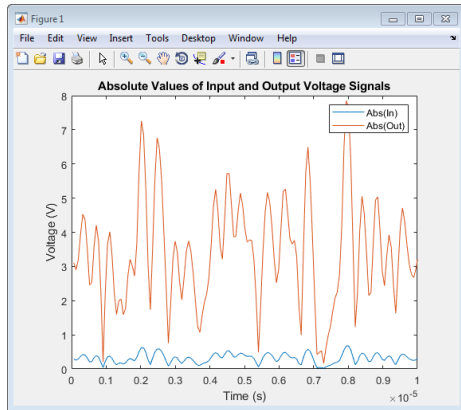 Figure 1
File Edit View Insert Tools Desktop Window Help
Absolute Values of Input and Output Voltage Signals
Abs(In)
Abs(Out)
Voltage (V)
8
7
6
5
4
3
2
1
0
0 0.1 0.2 0.3 0.4 0.5 0.6 0.7 0.8 0.9 1
Time (s)
×10^-5